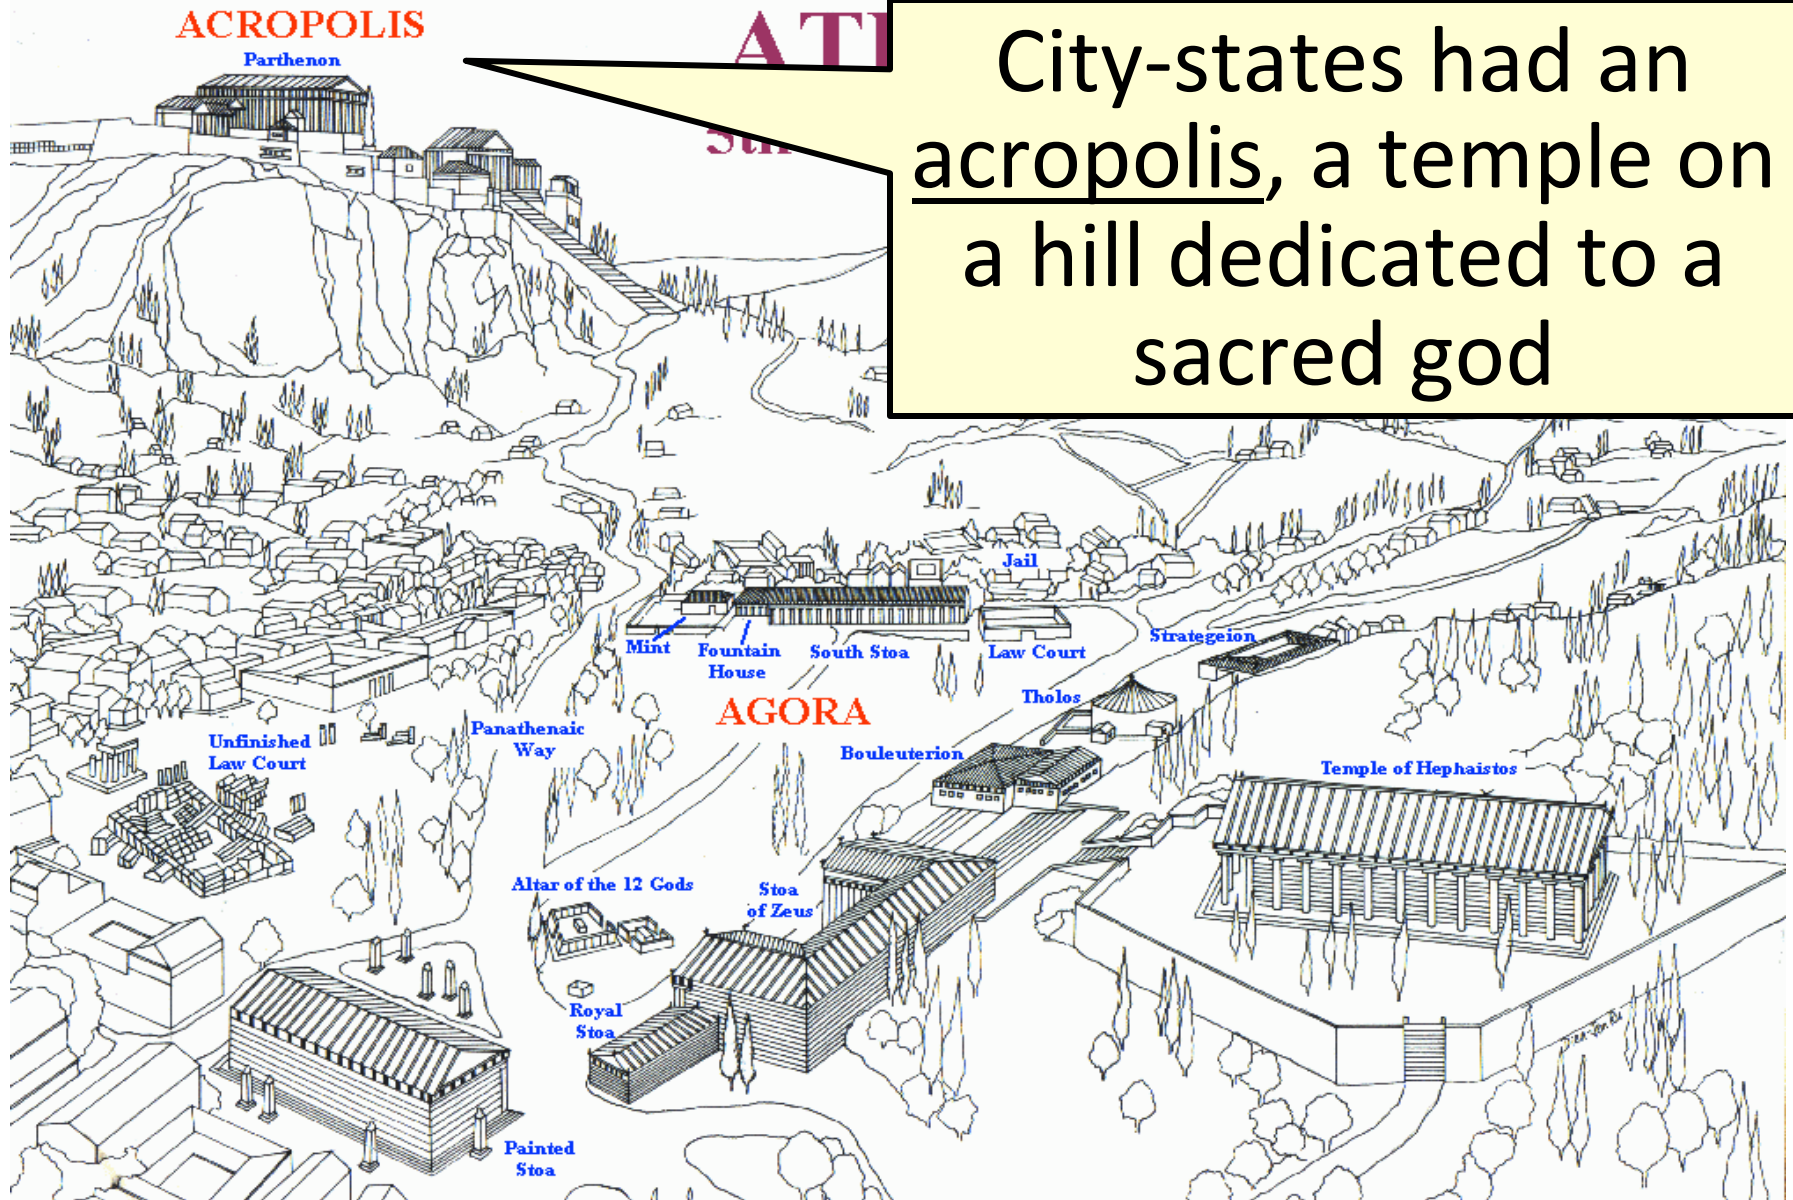 ACROPOLIS
Parthenon
City-states had an
acropolis, a temple on
a hill dedicated to a
sacred god
Jail
Mint
Fountain
House
South Stoa
Law Court
Strategeion
Tholos
AGORA
Bouleuterion
Panathenaic
Way
Unfinished
Law Court
Temple of Hephaistos
Altar of the 12 Gods
Stoa
of Zeus
Royal
Stoa
Painted
Stoa